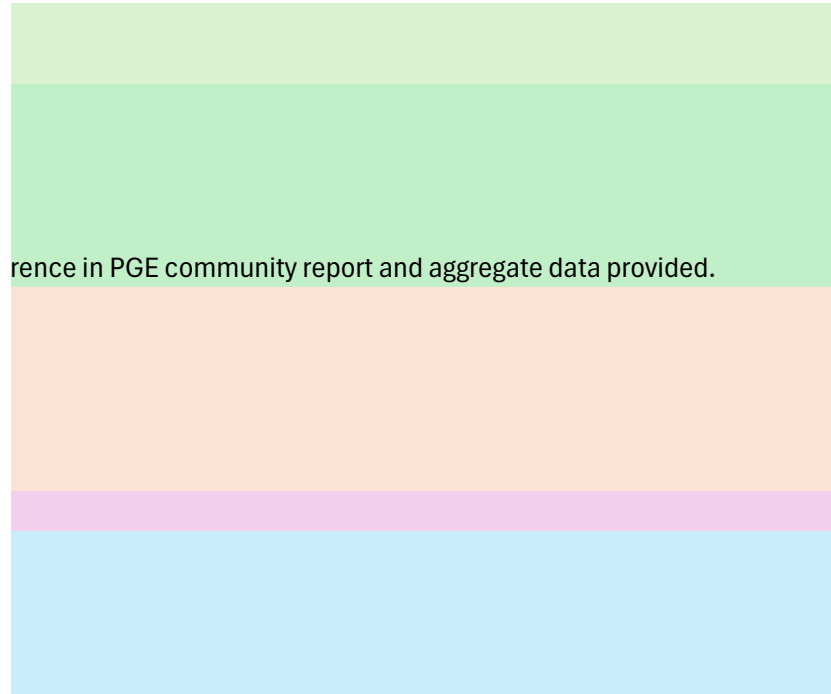 rence in PGE community report and aggregate data provided.